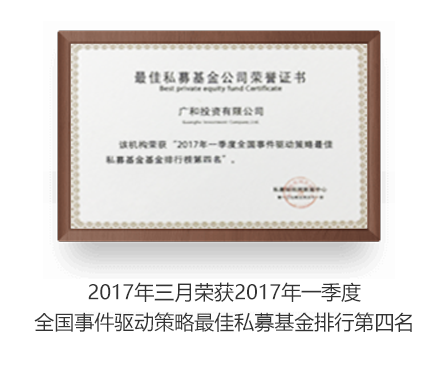 最佳私募基金公司荣誉证书
Best private equity fund Certificate
广和投资有限公司
Guanghe Investment Company,Ltd.
该机构荣获“2017年一季度全国事件驱动策略最佳
私募基金基金排行榜第四名”。
2017年三月荣获2017年一季度
全国事件驱动策略最佳私募基金排行第四名